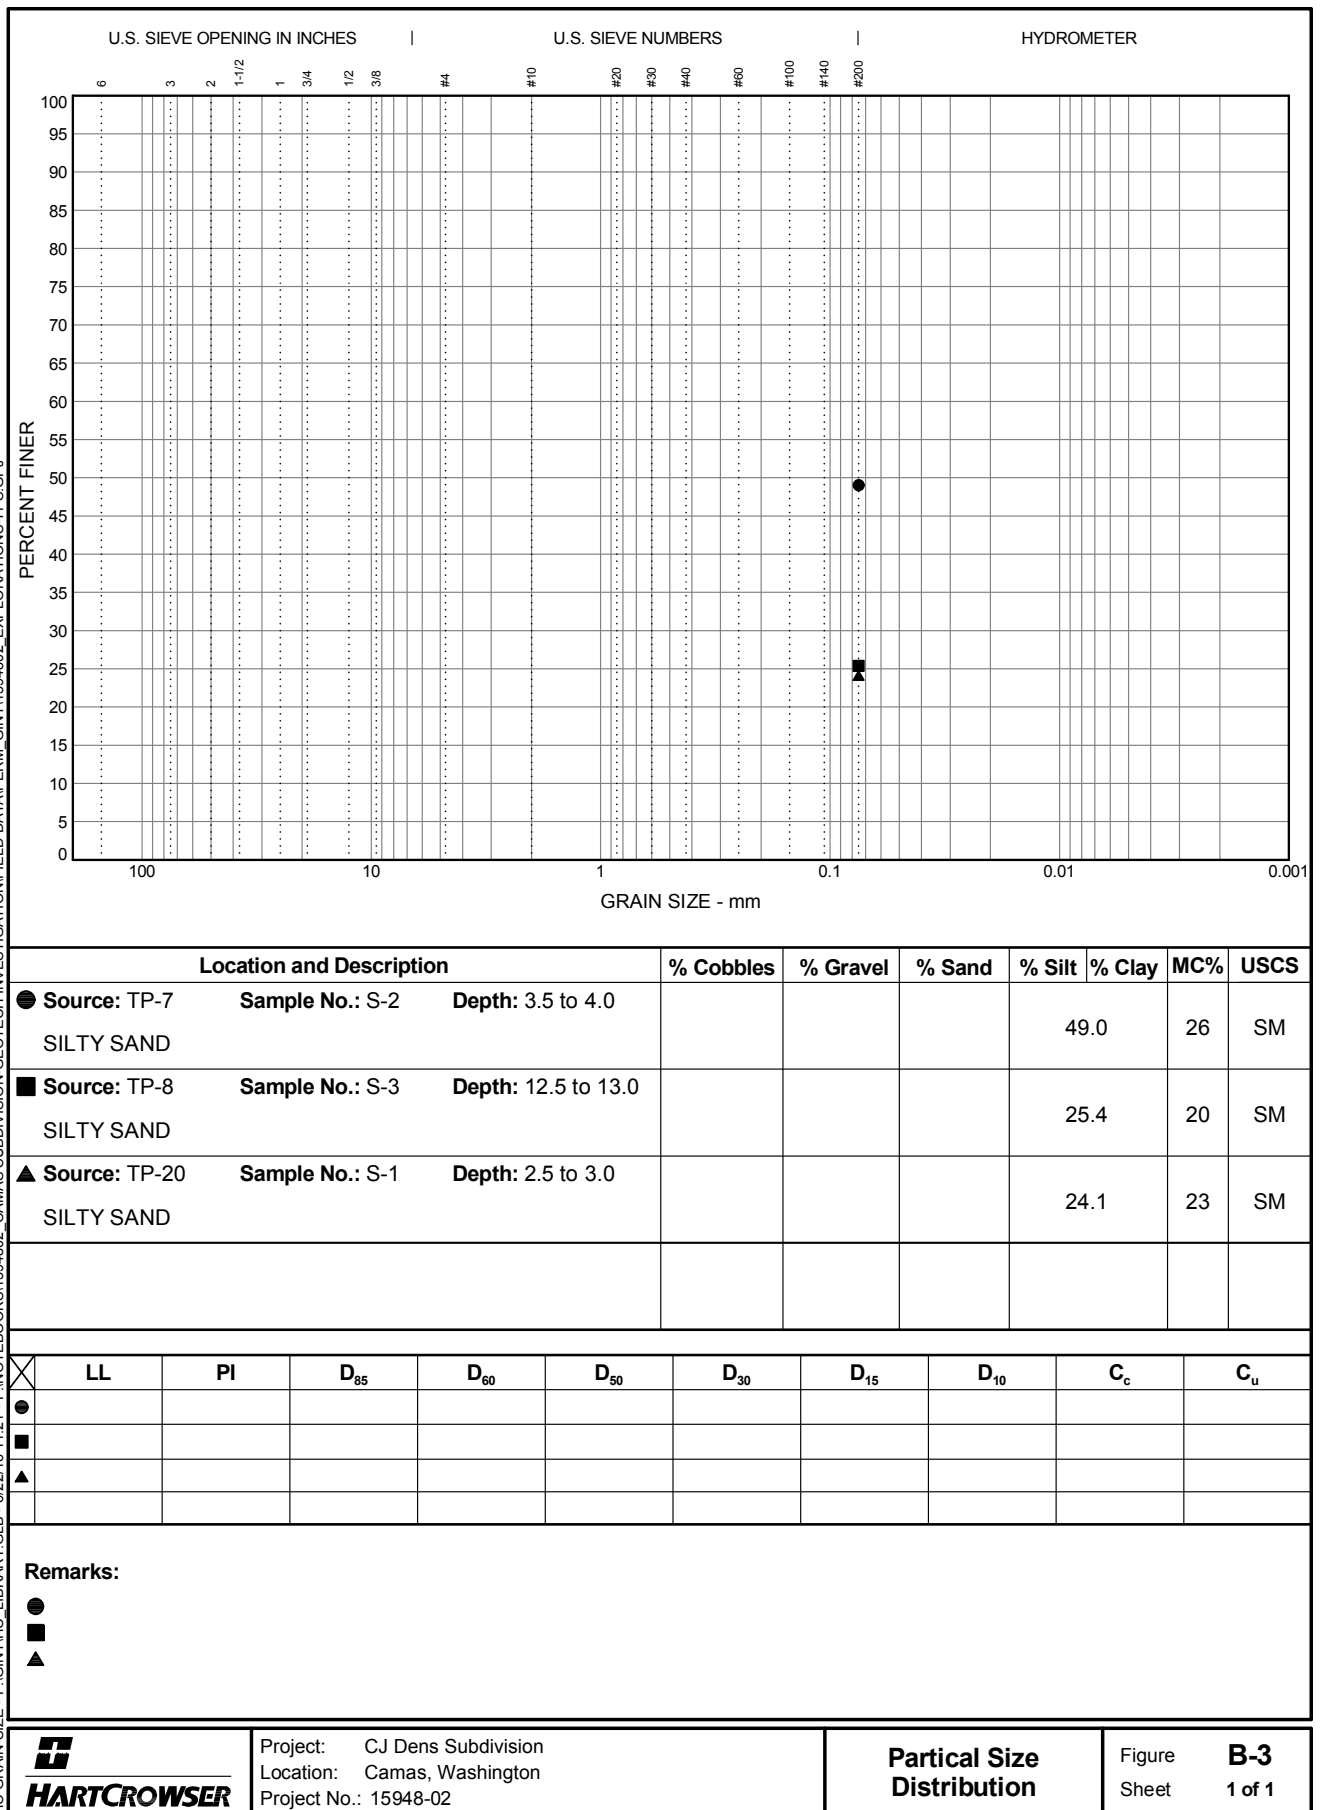 U.S. SIEVE OPENING IN INCHES | U.S. SIEVE NUMBERS | HYDROMETER
6 3 2 1-1/2 1 3/4 1/2 3/8 #4 #10 #20 #30 #40 #60 #100 #140 #200
100
95
90
85
80
75
70
65
60
55
50
45
40
35
30
25
20
15
10
5
0
PERCENT FINER
100 10 1 0.1 0.01 0.001
GRAIN SIZE - mm
Location and Description % Cobbles % Gravel % Sand % Silt % Clay MC% USCS
Source: TP-7 Sample No.: S-2 Depth: 3.5 to 4.0
SILTY SAND 49.0 26 SM
Source: TP-8 Sample No.: S-3 Depth: 12.5 to 13.0
SILTY SAND 25.4 20 SM
Source: TP-20 Sample No.: S-1 Depth: 2.5 to 3.0
SILTY SAND 24.1 23 SM
LL PI D85 D60 D50 D30 D15 D10 Cc Cu
Remarks:
HARTCROWSER
Project: CJ Dens Subdivision
Location: Camas, Washington
Project No.: 15948-02
Partical Size
Distribution
Figure B-3
Sheet 1 of 1